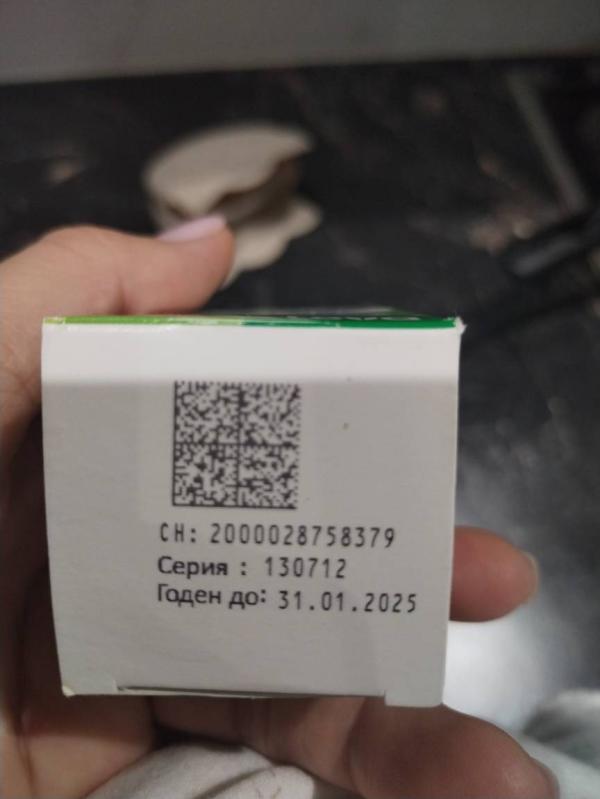 СН: 2000028758379
Серия : 130712
Годен до: 31.01.2025